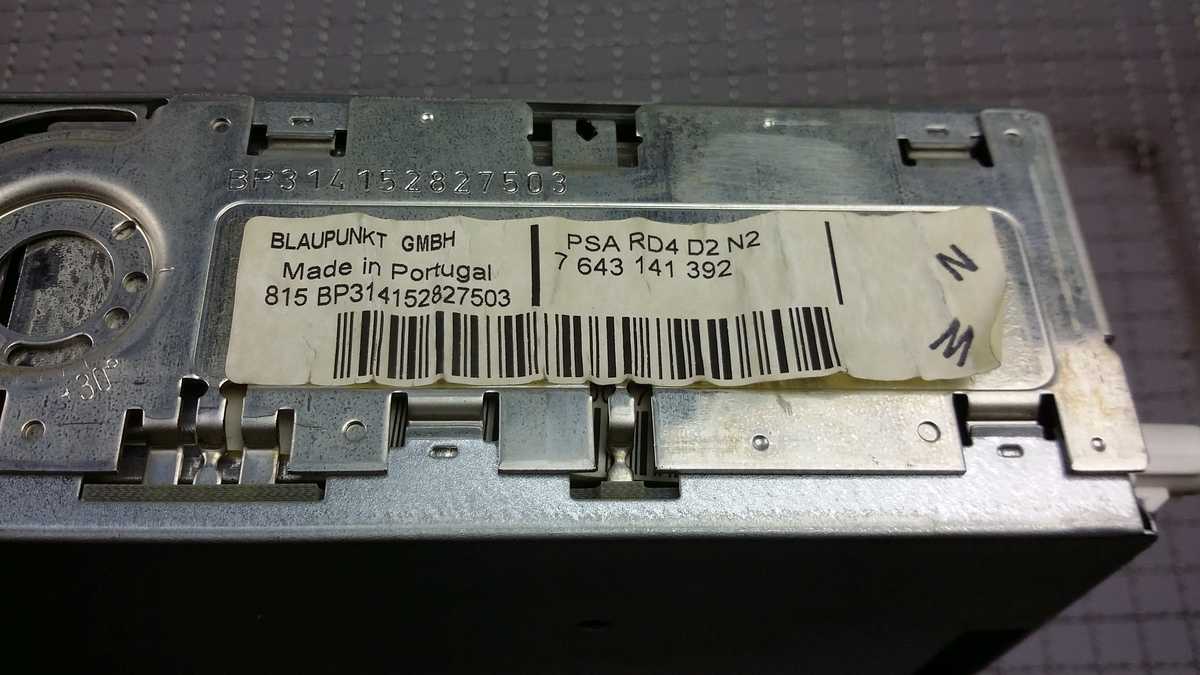 BP314152827503
BLAUPUNKT GMBH
Made in Portugal
815 BP314152827503
PSA RD4 D2 N2
7 643 141 392
N
M
30°